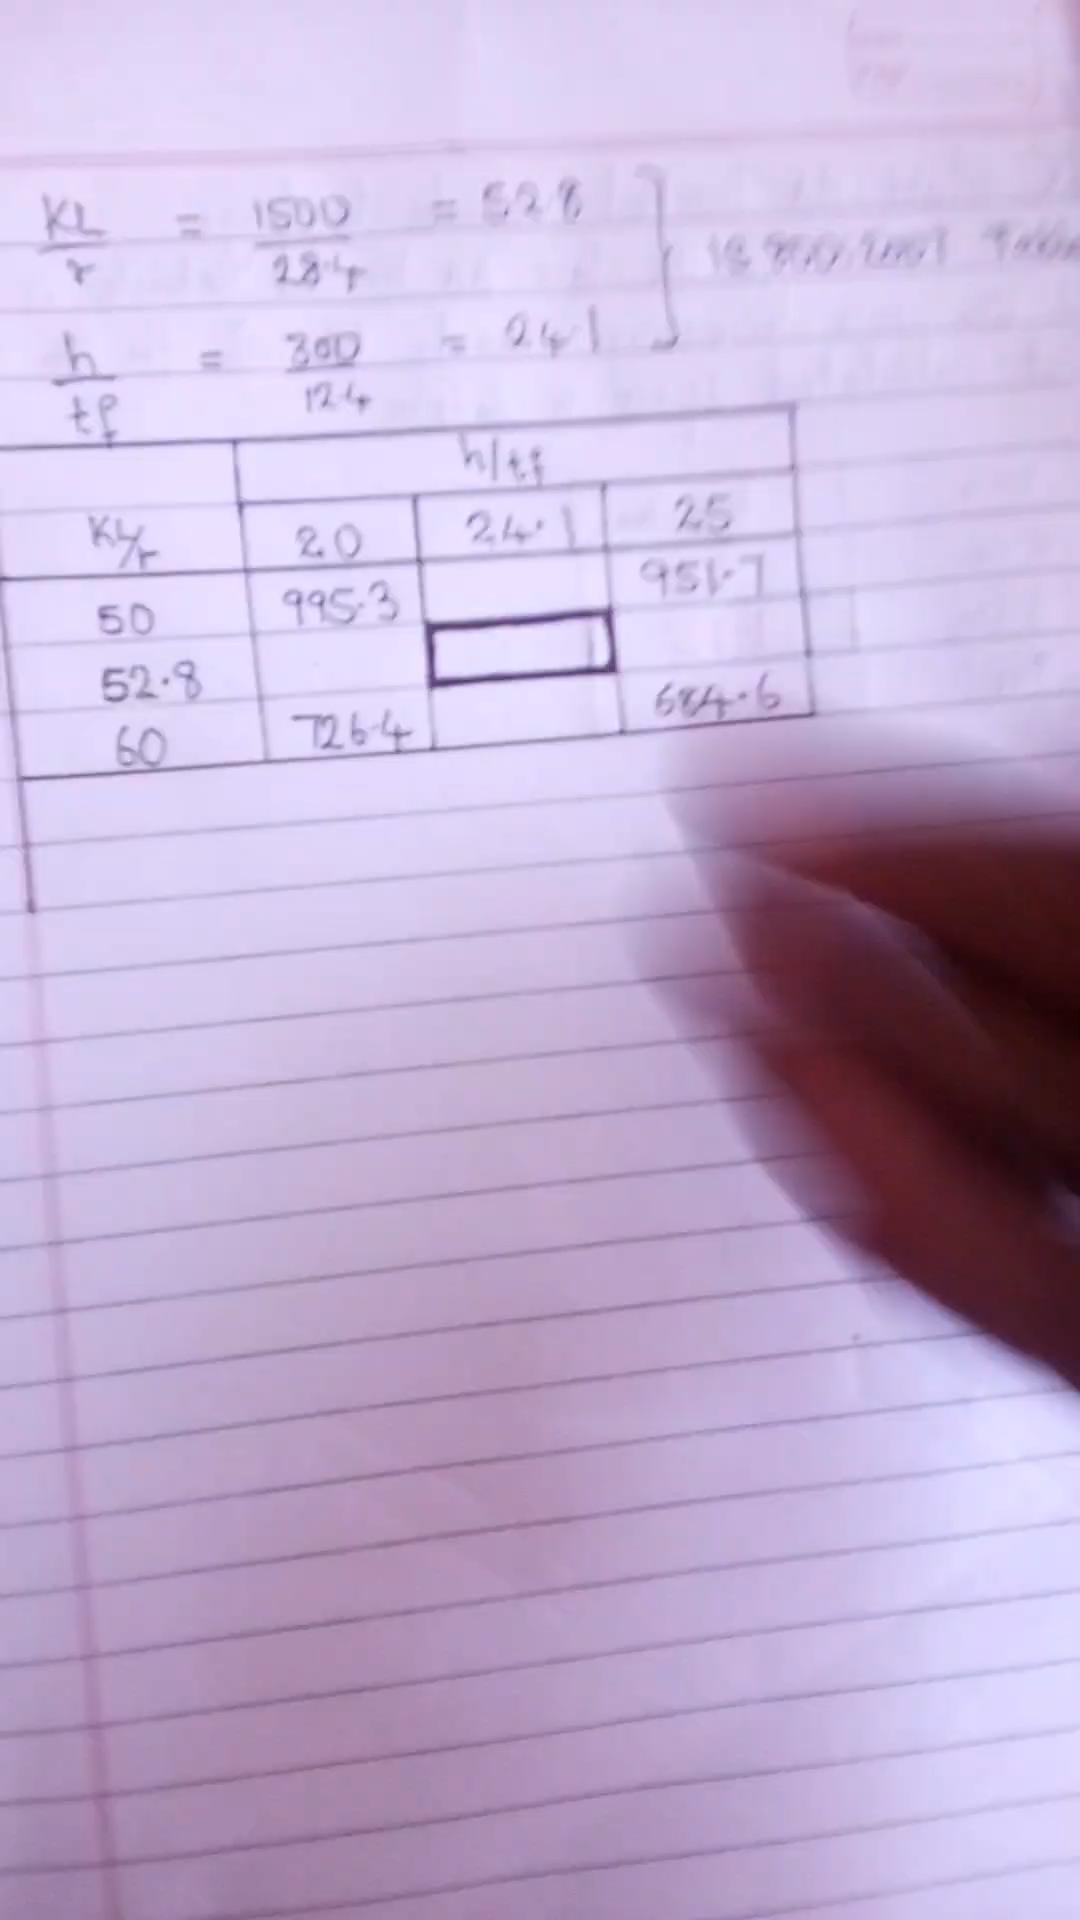 KL/r = 1500/28.4 = 52.8
h/tf = 300/12.4 = 24.1
h/tf
KL/r 20 24.1 25
50 995.3 951.7
52.8
60 726.4 684.6